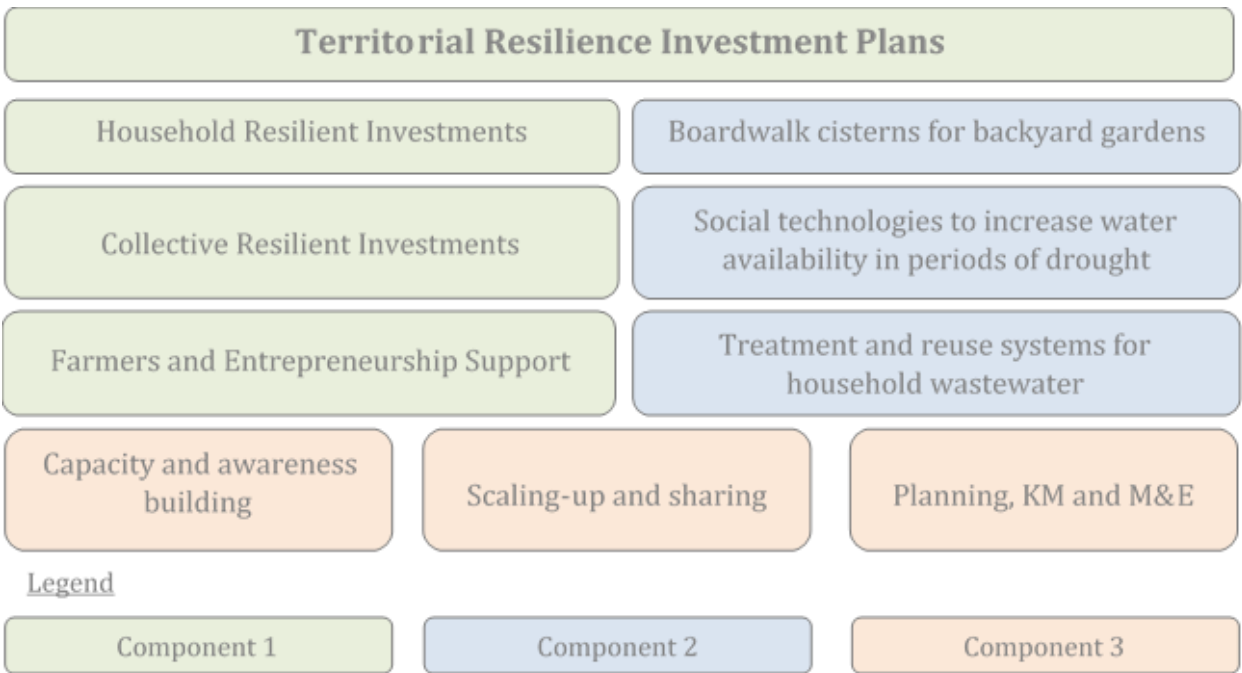 Territorial Resilience Investment Plans
Household Resilient Investments
Boardwalk cisterns for backyard gardens
Collective Resilient Investments
Social technologies to increase water
availability in periods of drought
Farmers and Entrepreneurship Support
Treatment and reuse systems for
household wastewater
Capacity and awareness
building
Scaling-up and sharing
Planning, KM and M&E
Legend
Component 1
Component 2
Component 3